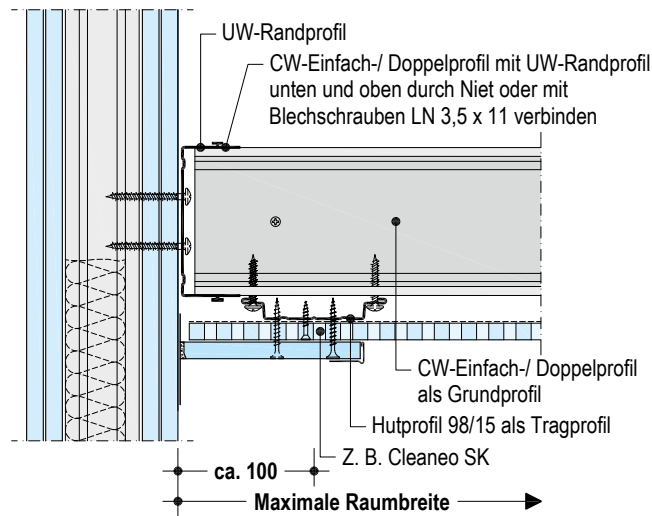 UW-Randprofil
CW-Einfach-/ Doppelprofil mit UW-Randprofil
unten und oben durch Niet oder mit
Blechschrauben LN 3,5 x 11 verbinden
CW-Einfach-/ Doppelprofil
als Grundprofil
Hutprofil 98/15 als Tragprofil
Z. B. Cleaneo SK
ca. 100
Maximale Raumbreite